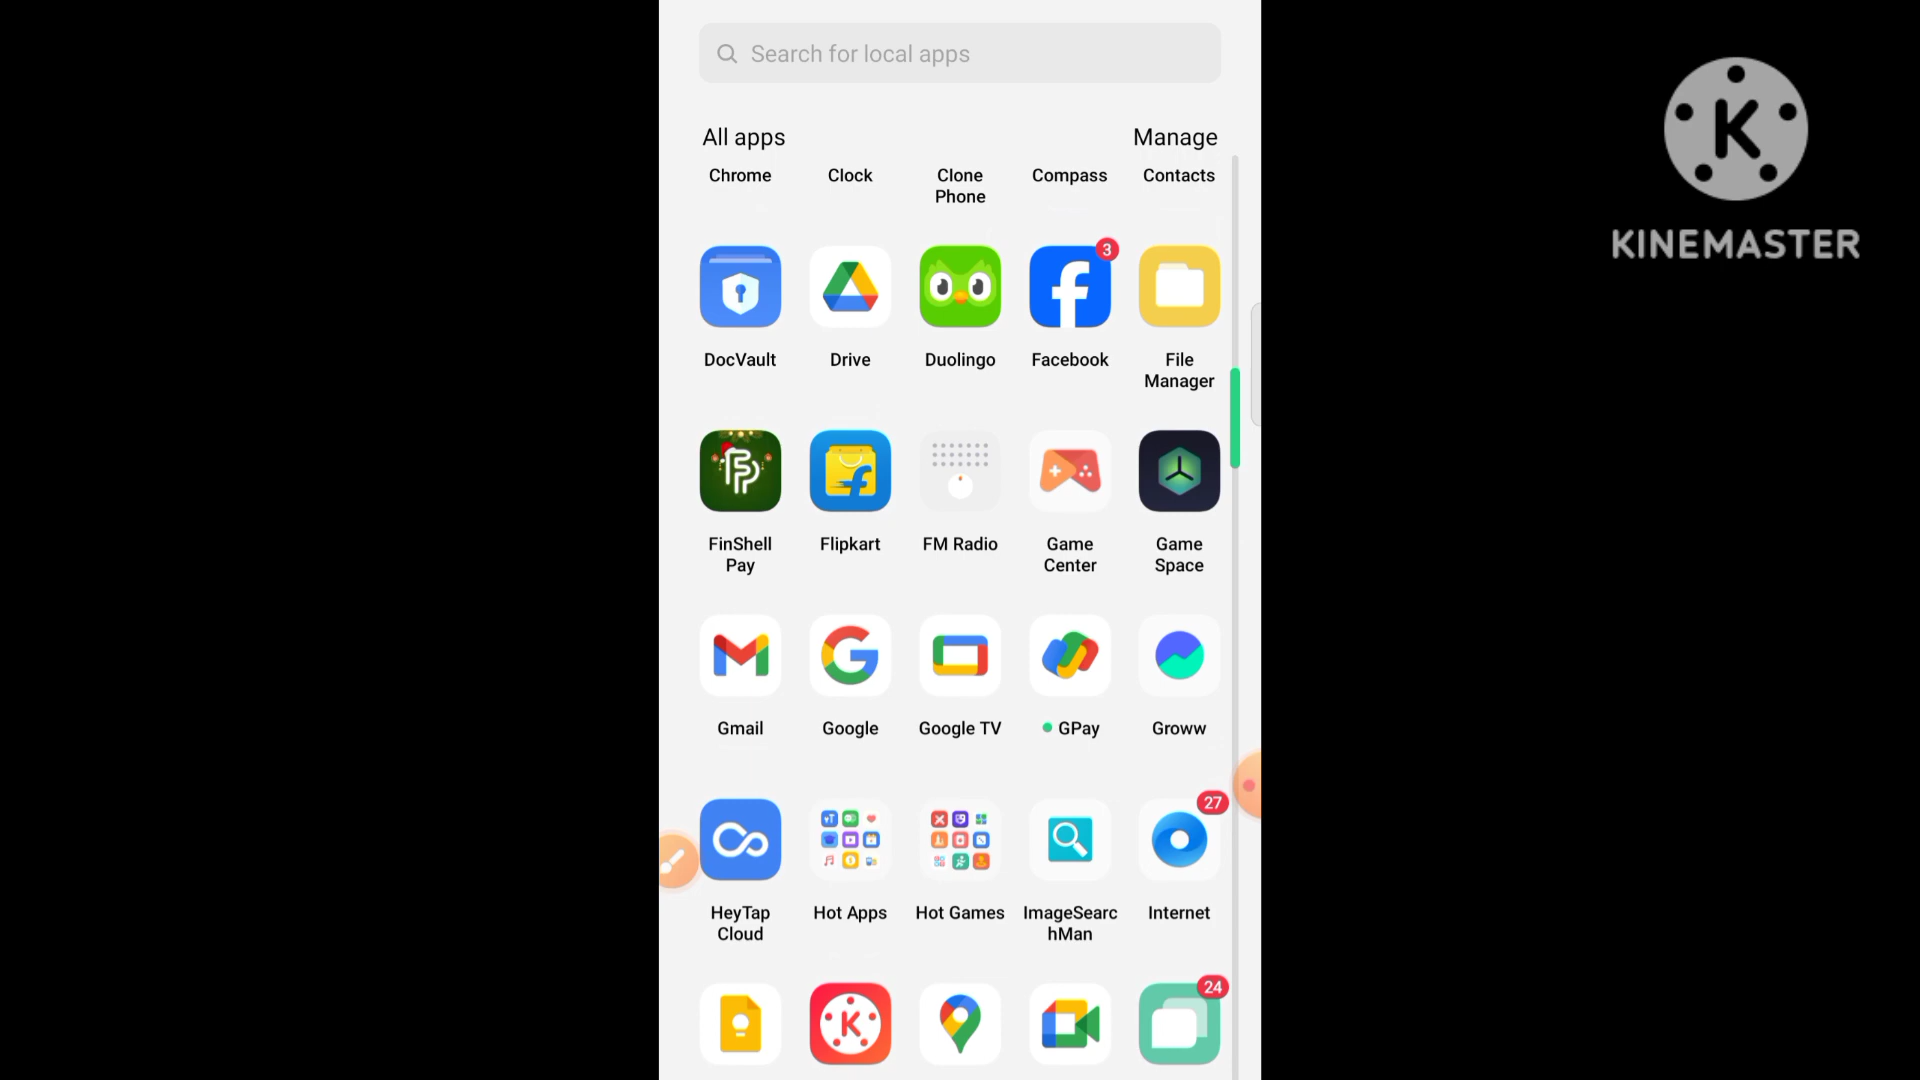 Search for local apps
All apps
Manage
Chrome
Clock
Clone
Phone
Compass
Contacts
3
DocVault
Drive
Duolingo
Facebook
File
Manager
FinShell
Pay
Flipkart
FM Radio
Game
Center
Game
Space
Gmail
Google
Google TV
GPay
Groww
27
HeyTap
Cloud
Hot Apps
Hot Games
ImageSearc
hMan
Internet
24
K
K
KINEMASTER